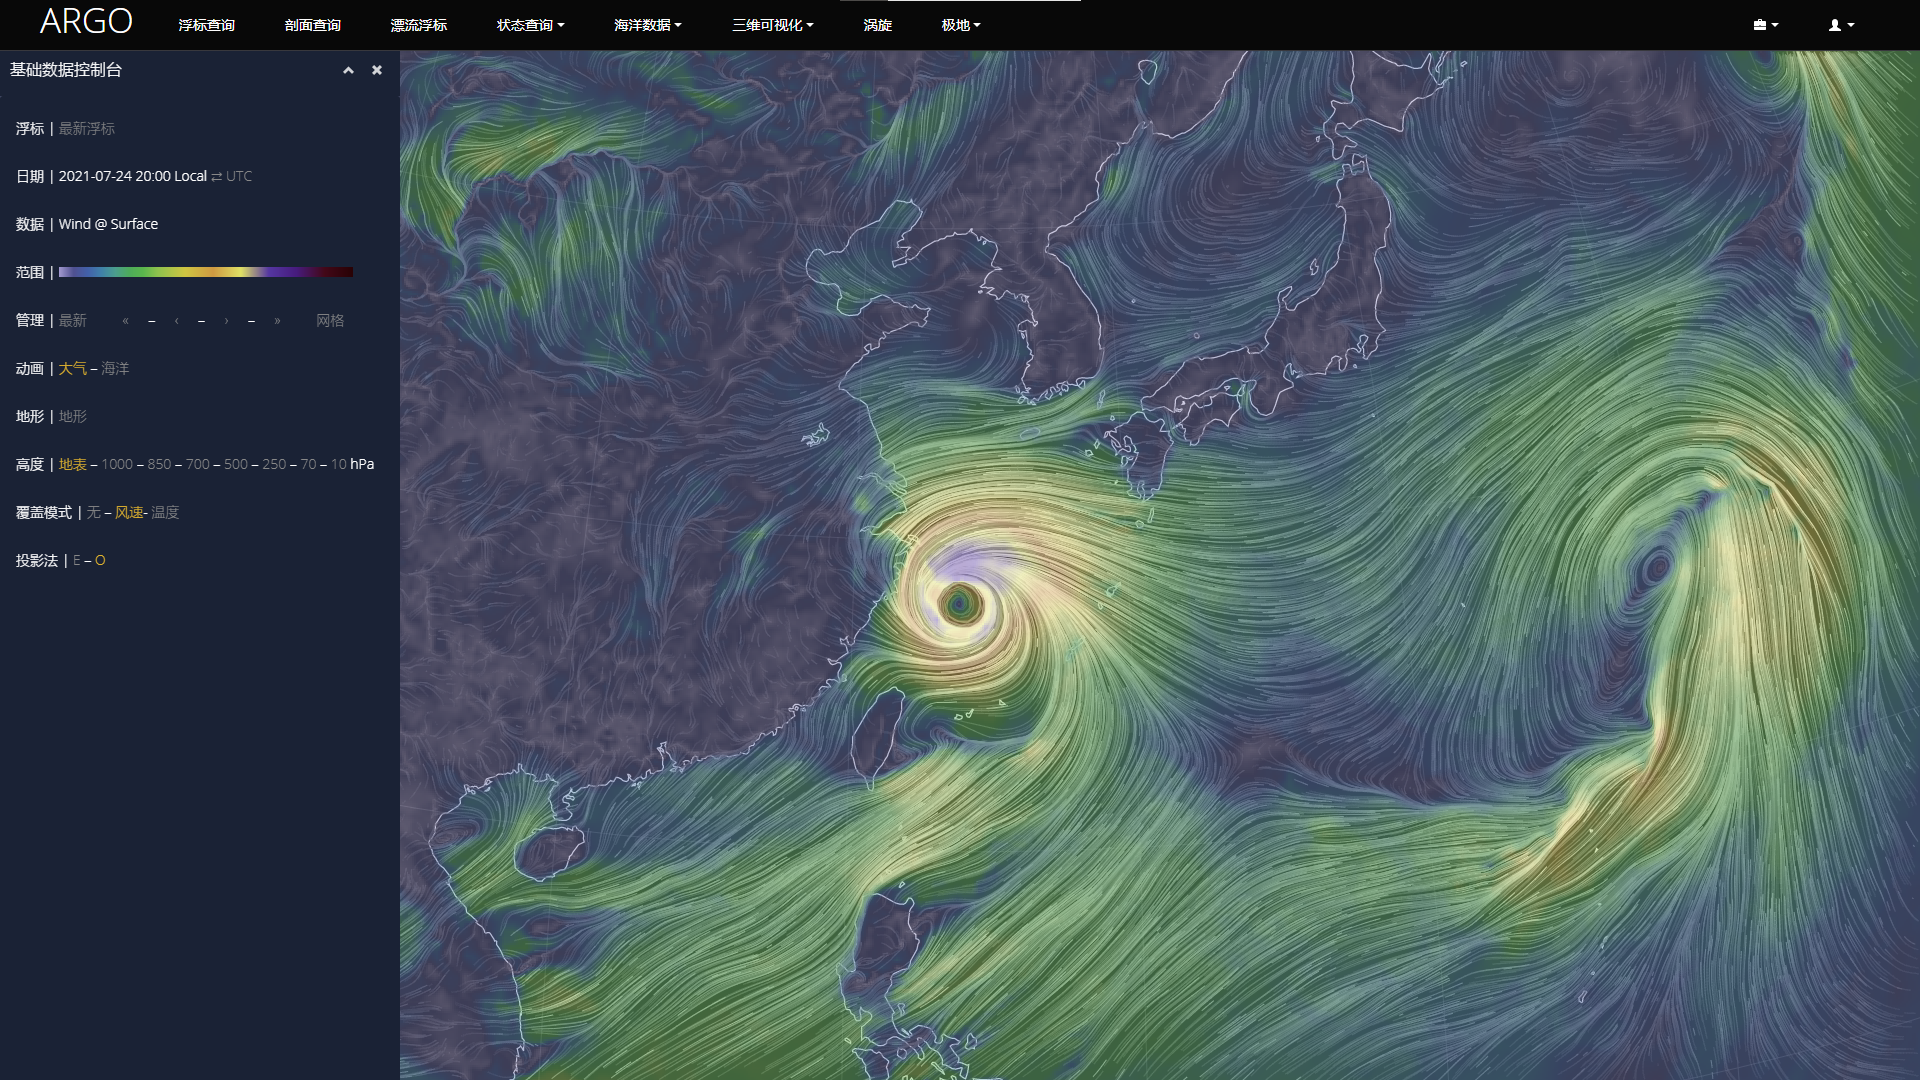 ARGO 浮标查询 剖面查询 漂流浮标 状态查询 海洋数据 三维可视化 涡旋 极地
基础数据控制台
浮标 | 最新浮标
日期 | 2021-07-24 20:00 Local ⇄ UTC
数据 | Wind @ Surface
范围 |
管理 | 最新 « – ‹ – › – » 网格
动画 | 大气 – 海洋
地形 | 地形
高度 | 地表 – 1000 – 850 – 700 – 500 – 250 – 70 – 10 hPa
覆盖模式 | 无 – 风速- 温度
投影法 | E – O